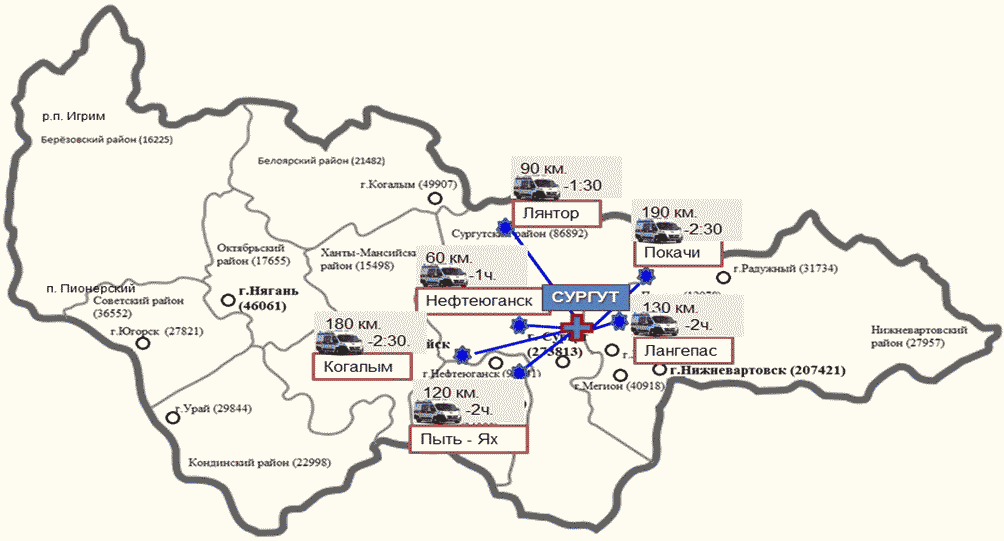 р.п. Игрим
Берёзовский район (16225)
Белоярский район (21482)
г.Когалым (49907)
90 км.
-1:30
Лянтор
Сургутский район (86892)
190 км.
-2:30
Покачи
Октябрьский
район (17655)
Ханты-Мансийски
район (15498)
60 км.
-1ч.
Нефтеюганск
СУРГУТ
г.Радужный (31734)
п. Пионерский
Советский район
(36552)
г.Нягань
(46061)
г.Югорск (27821)
180 км.
-2:30.
Когалым
йск
(273813)
130 км.
-2ч.
Лангепас
Нижневартовский
район (27957)
г.Нефтеюганск
г.Мегион (40918)
г.Нижневартовск (207421)
120 км.
-2ч.
Пыть - Ях
г.Урай (29844)
Кондинский район (22998)